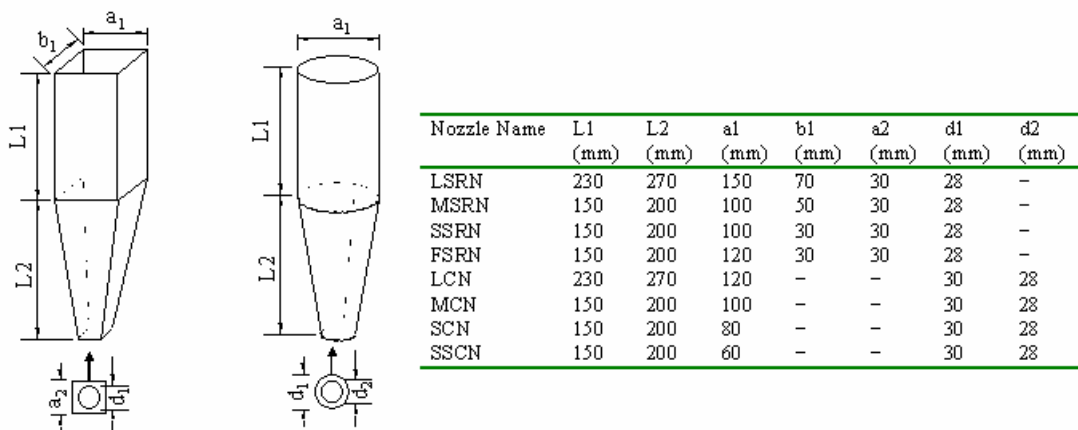 a1
b1
L1
L2
a2
d1
a1
L1
L2
d1
d2
Nozzle Name L1 L2 a1 b1 a2 d1 d2
(mm) (mm) (mm) (mm) (mm) (mm) (mm)
LSRN 230 270 150 70 30 28 –
MSRN 150 200 100 50 30 28 –
SSRN 150 200 100 30 30 28 –
FSRN 150 200 120 30 30 28 –
LCN 230 270 120 – – 30 28
MCN 150 200 100 – – 30 28
SCN 150 200 80 – – 30 28
SSCN 150 200 60 – – 30 28